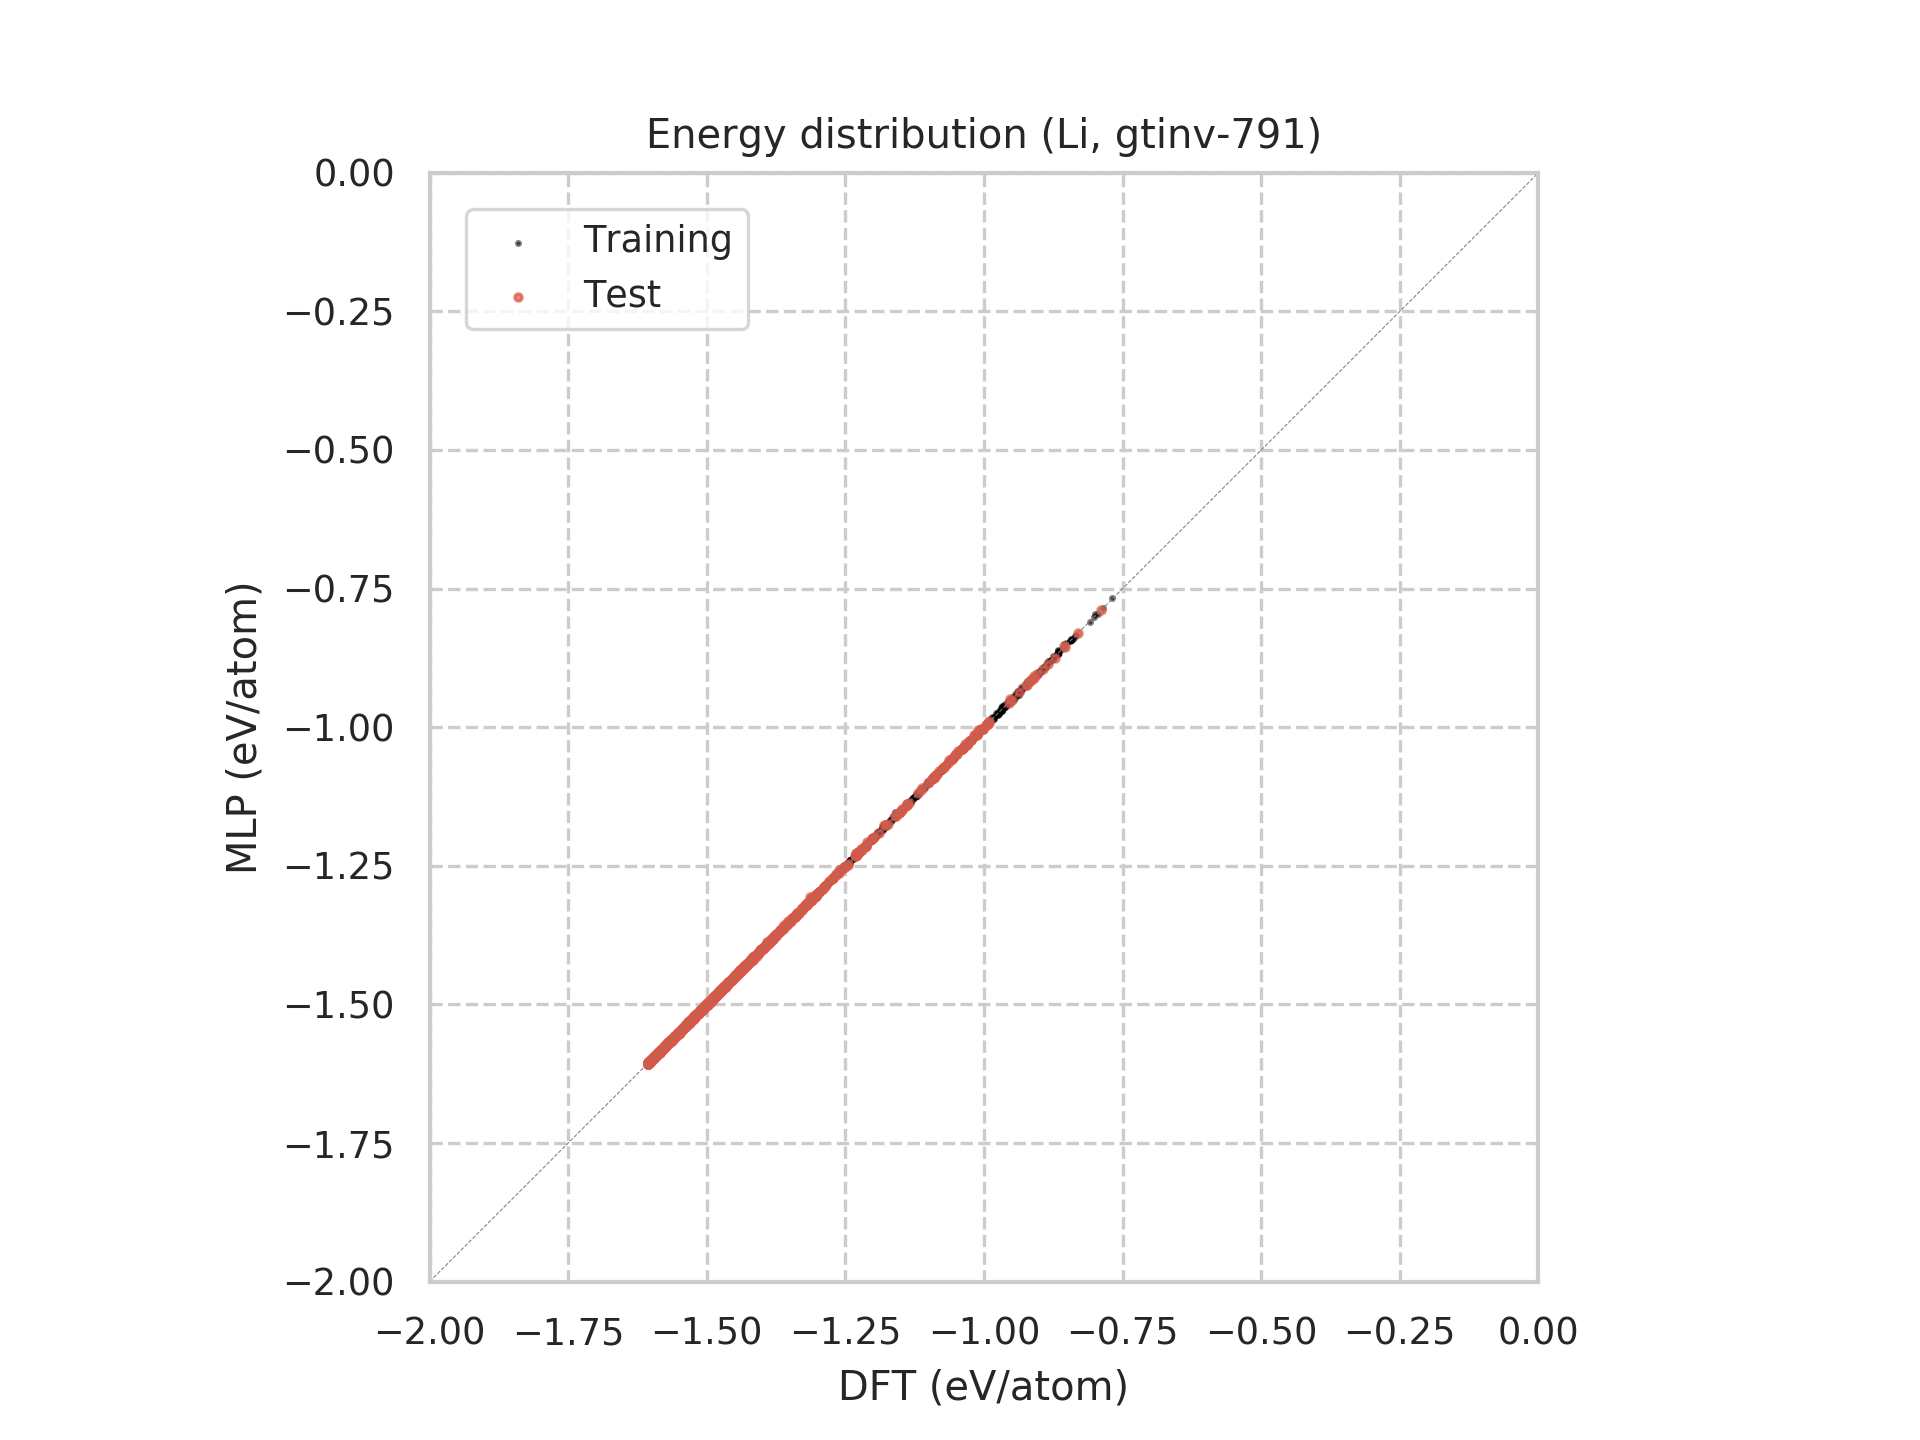 Energy distribution (Li, gtinv-791)
0.00
−0.25
−0.50
−0.75
−1.00
−1.25
−1.50
−1.75
−2.00
MLP (eV/atom)
Training
Test
−2.00 −1.75 −1.50 −1.25 −1.00 −0.75 −0.50 −0.25 0.00
DFT (eV/atom)